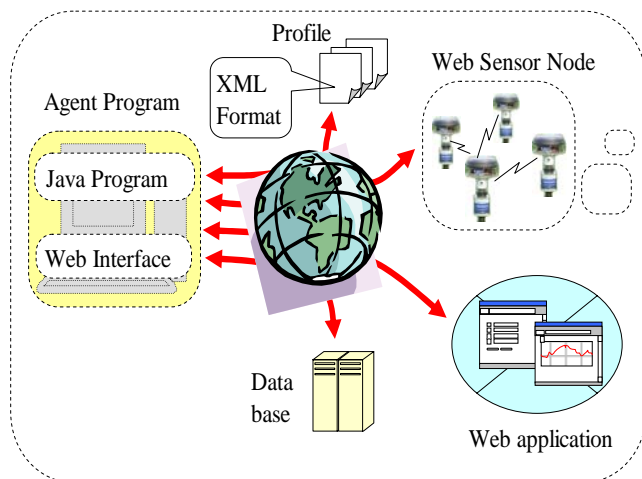 Profile
XML
Format
Web Sensor Node
Agent Program
Java Program
Web Interface
Data
base
Web application